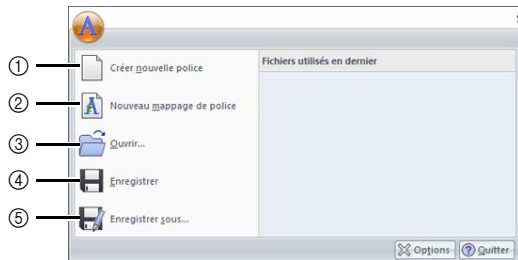 ① Créer nouvelle police
Fichiers utilisés en dernier
② Nouveau mappage de police
③ Ouvrir...
④ Enregistrer
⑤ Enregistrer sous...
Options Quitter